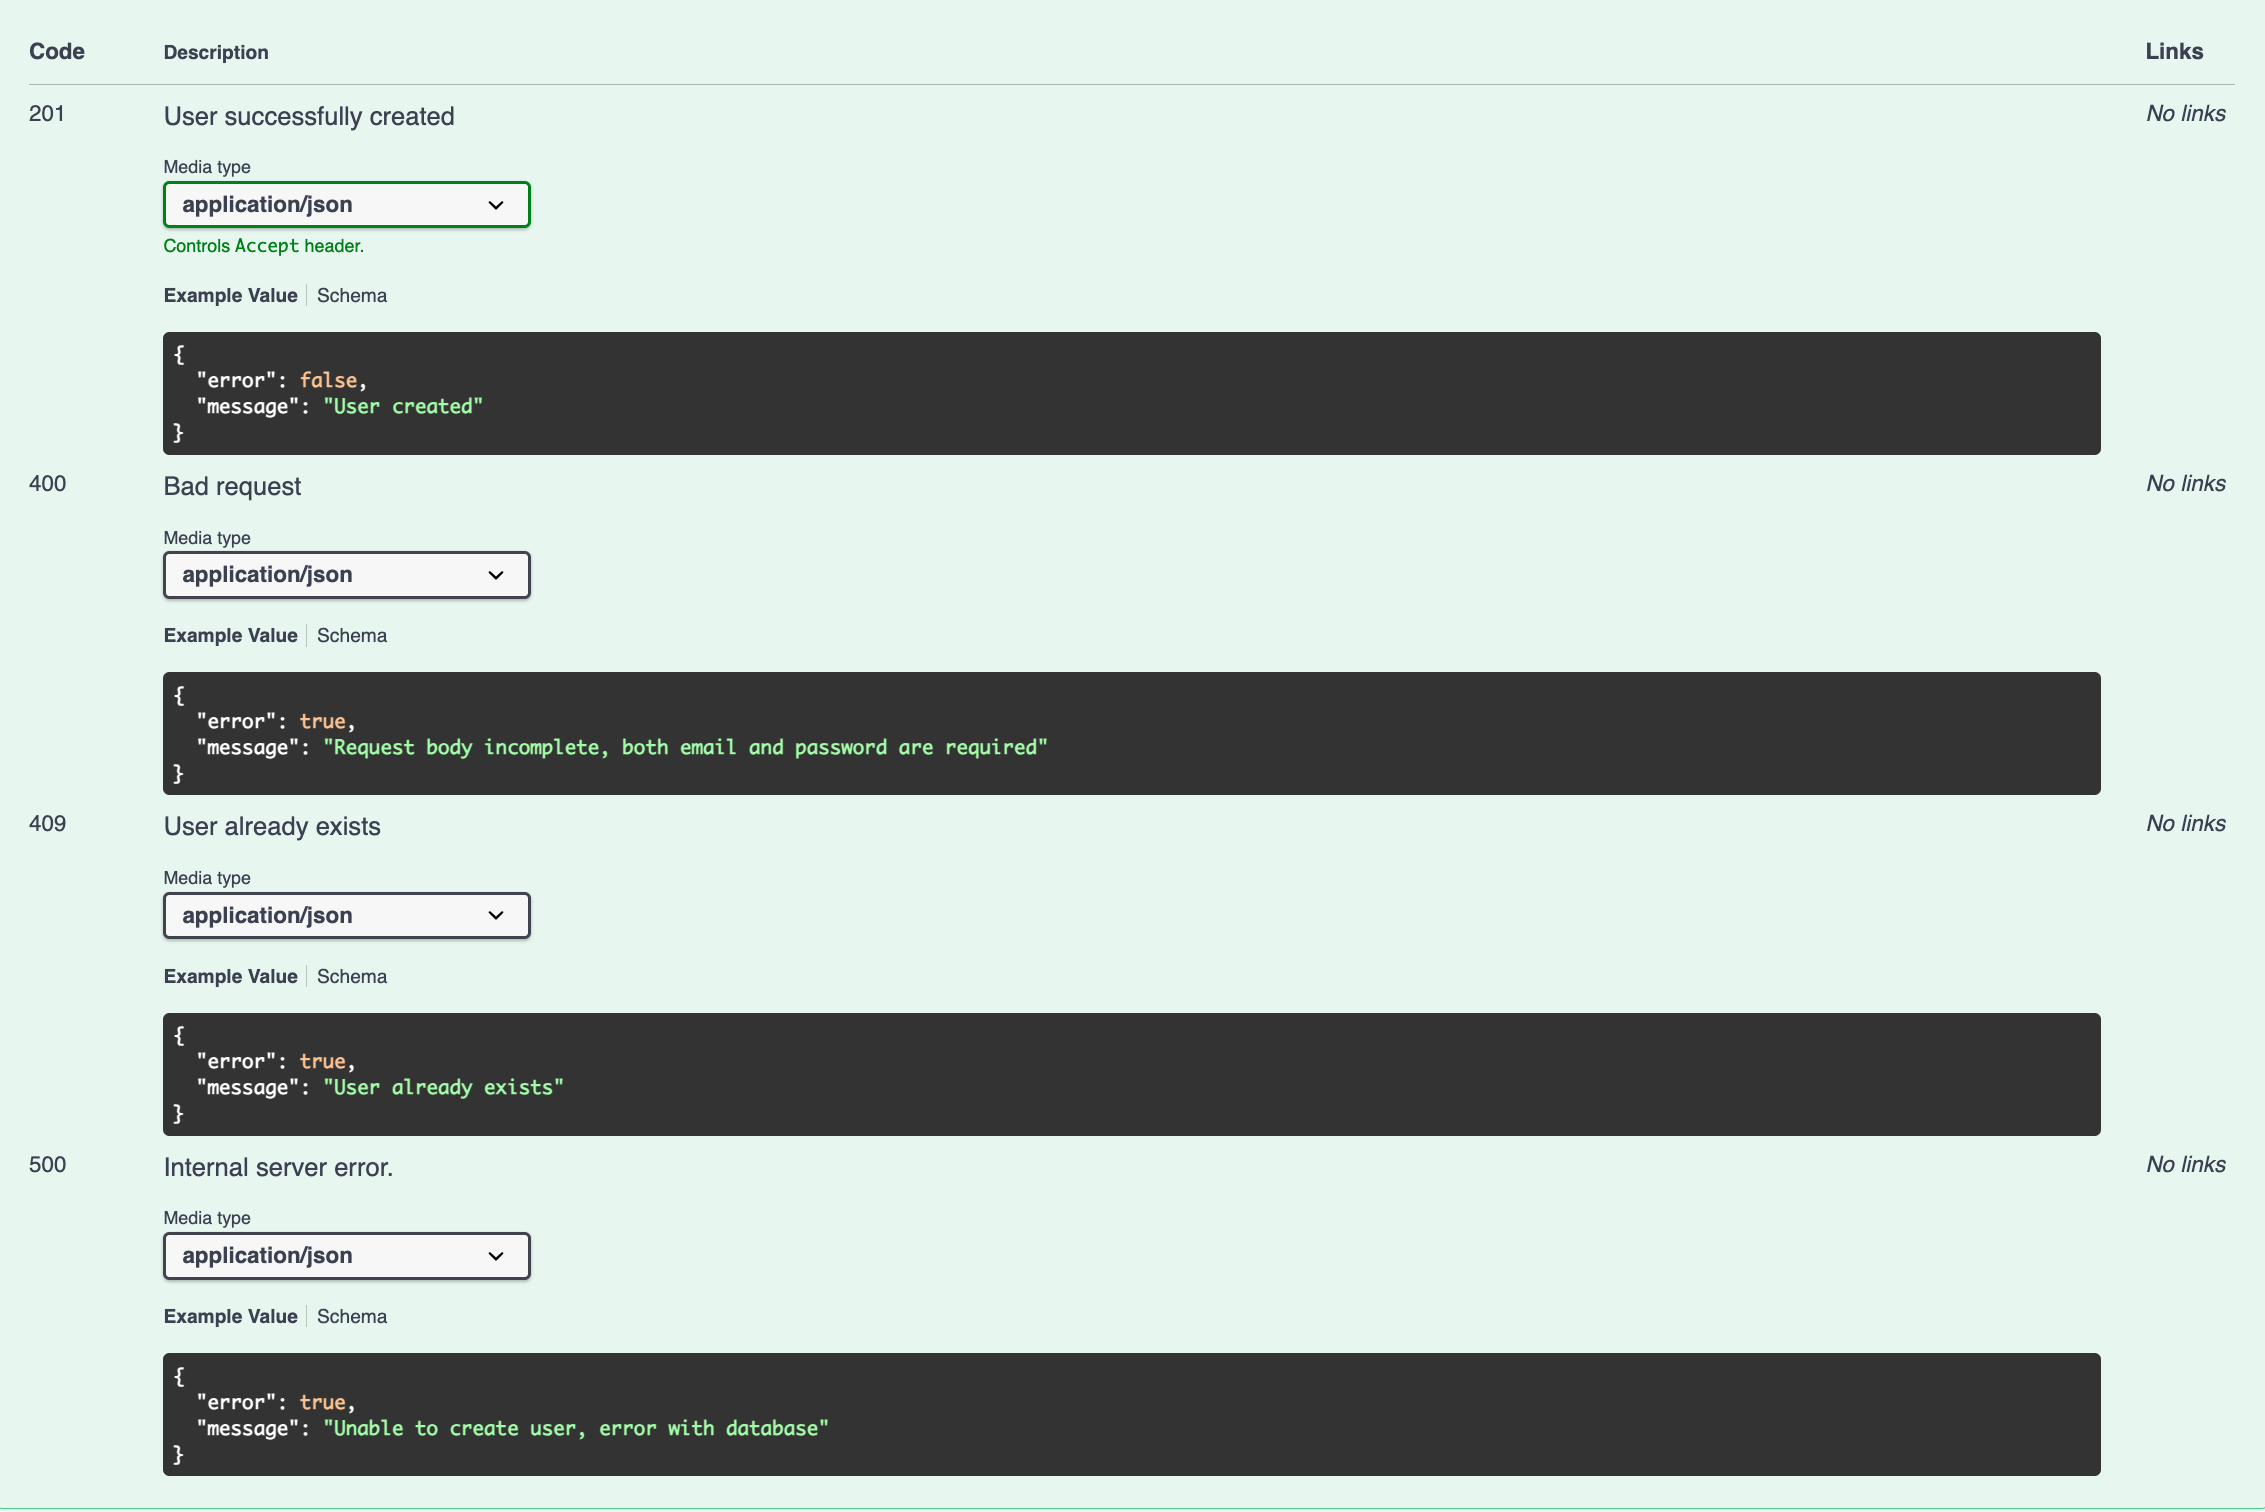 Code Description Links
201 User successfully created No links
Media type
application/json
Controls Accept header.
Example Value Schema
{
  "error": false,
  "message": "User created"
}
400 Bad request No links
Media type
application/json
Example Value Schema
{
  "error": true,
  "message": "Request body incomplete, both email and password are required"
}
409 User already exists No links
Media type
application/json
Example Value Schema
{
  "error": true,
  "message": "User already exists"
}
500 Internal server error. No links
Media type
application/json
Example Value Schema
{
  "error": true,
  "message": "Unable to create user, error with database"
}